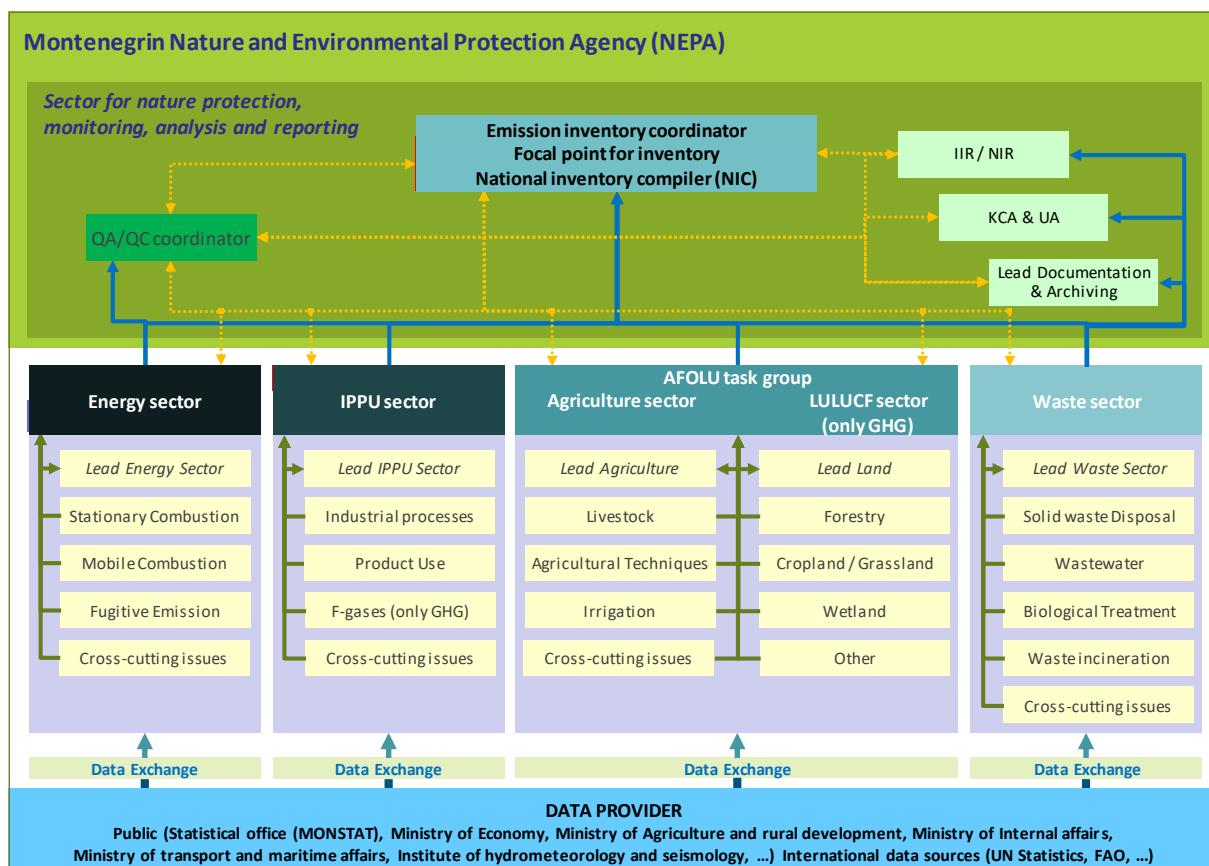 Montenegrin Nature and Environmental Protection Agency (NEPA)
Sector for nature protection,
monitoring, analysis and reporting
Emission inventory coordinator
Focal point for inventory
National inventory compiler (NIC)
IIR / NIR
KCA & UA
Lead Documentation
& Archiving
QA/QC coordinator
Energy sector
Lead Energy Sector
Stationary Combustion
Mobile Combustion
Fugitive Emission
Cross-cutting issues
IPPU sector
Lead IPPU Sector
Industrial processes
Product Use
F-gases (only GHG)
Cross-cutting issues
AFOLU task group
Agriculture sector
Lead Agriculture
Livestock
Agricultural Techniques
Irrigation
Cross-cutting issues
LULUCF sector
(only GHG)
Lead Land
Forestry
Cropland / Grassland
Wetland
Other
Waste sector
Lead Waste Sector
Solid waste Disposal
Wastewater
Biological Treatment
Waste incineration
Cross-cutting issues
Data Exchange
Data Exchange
Data Exchange
Data Exchange
DATA PROVIDER
Public (Statistical office (MONSTAT), Ministry of Economy, Ministry of Agriculture and rural development, Ministry of Internal affairs,
Ministry of transport and maritime affairs, Institute of hydrometeorology and seismology, ...) International data sources (UN Statistics, FAO, ...)